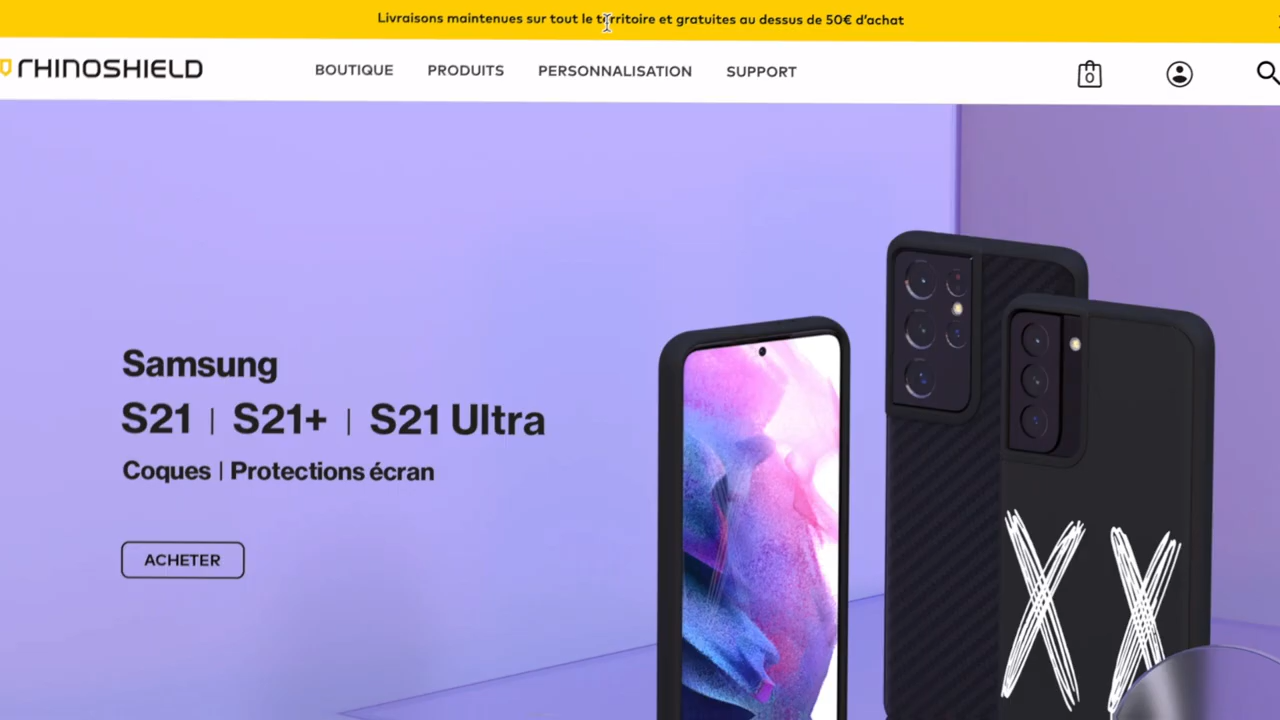 Livraisons maintenues sur tout le territoire et gratuites au dessus de 50€ d'achat
RHINOSHIELD
BOUTIQUE
PRODUITS
PERSONNALISATION
SUPPORT
0
Samsung
S21 | S21+ | S21 Ultra
Coques | Protections écran
ACHETER
XX